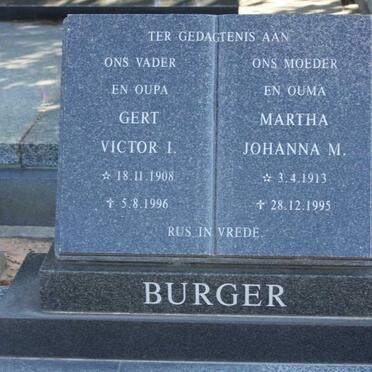 TER GEDAGTENIS AAN
ONS VADER
EN OUPA
GERT
VICTOR I.
☆ 18.11.1908
✝ 5.8.1996
ONS MOEDER
EN OUMA
MARTHA
JOHANNA M.
☆ 3.4.1913
✝ 28.12.1995
RUS IN VREDE.
BURGER